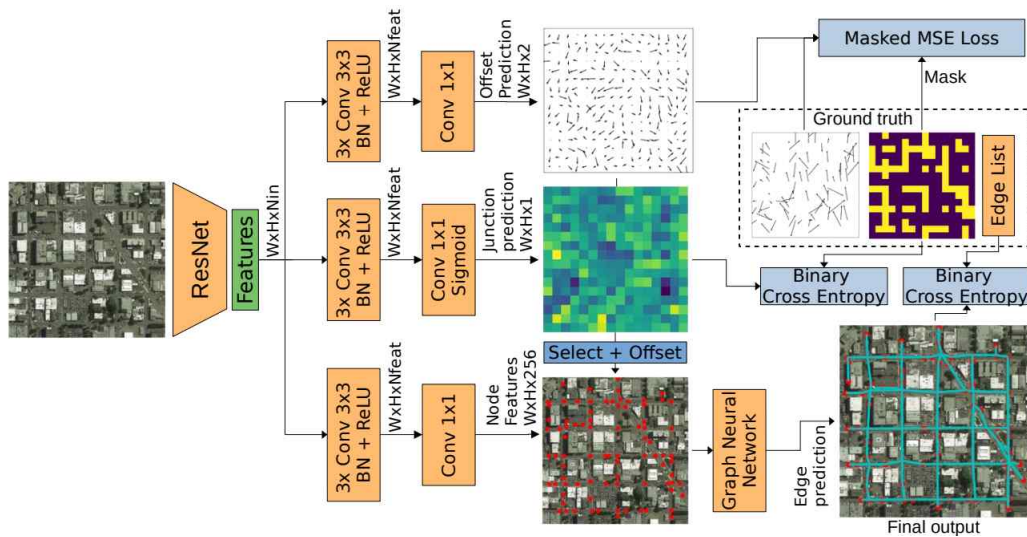 ResNet
Features
WxHxNin
3x Conv 3x3
BN + ReLU
WxHxNfeat
Conv 1x1
Offset
Prediction
WxHx2
3x Conv 3x3
BN + ReLU
WxHxNfeat
Conv 1x1
Sigmoid
Junction
prediction
WxHx1
3x Conv 3x3
BN + ReLU
WxHxNfeat
Conv 1x1
Node
Features
WxHx256
Select + Offset
Graph Neural
Network
Edge
prediction
Final output
Masked MSE Loss
Mask
Ground truth
Edge List
Binary
Cross Entropy
Binary
Cross Entropy